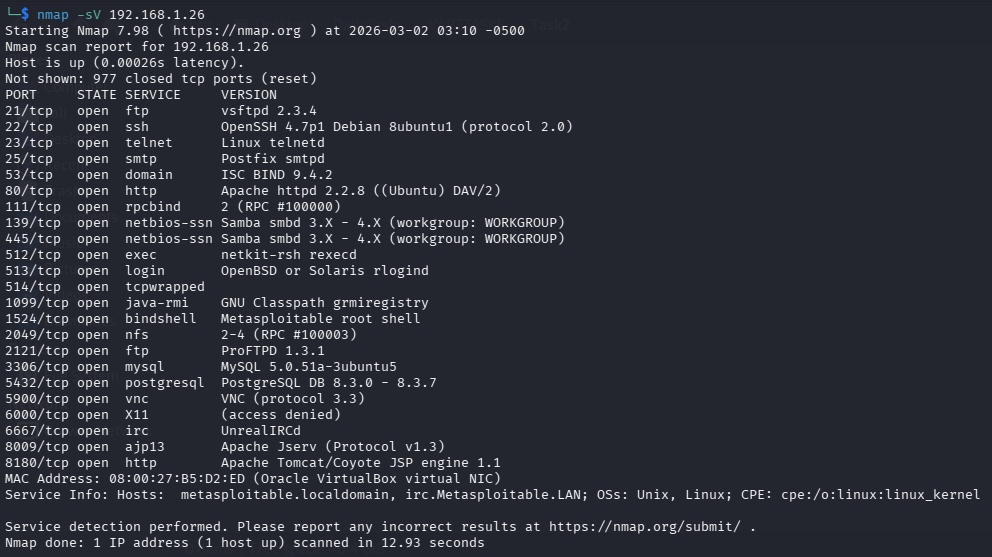 └─$ nmap -sV 192.168.1.26
Starting Nmap 7.98 ( https://nmap.org ) at 2026-03-02 03:10 -0500
Nmap scan report for 192.168.1.26
Host is up (0.00026s latency).
Not shown: 977 closed tcp ports (reset)
PORT     STATE SERVICE     VERSION
21/tcp   open  ftp         vsftpd 2.3.4
22/tcp   open  ssh         OpenSSH 4.7p1 Debian 8ubuntu1 (protocol 2.0)
23/tcp   open  telnet      Linux telnetd
25/tcp   open  smtp        Postfix smtpd
53/tcp   open  domain      ISC BIND 9.4.2
80/tcp   open  http        Apache httpd 2.2.8 ((Ubuntu) DAV/2)
111/tcp  open  rpcbind     2 (RPC #100000)
139/tcp  open  netbios-ssn Samba smbd 3.X - 4.X (workgroup: WORKGROUP)
445/tcp  open  netbios-ssn Samba smbd 3.X - 4.X (workgroup: WORKGROUP)
512/tcp  open  exec        netkit-rsh rexecd
513/tcp  open  login       OpenBSD or Solaris rlogind
514/tcp  open  tcpwrapped
1099/tcp open  java-rmi    GNU Classpath grmiregistry
1524/tcp open  bindshell   Metasploitable root shell
2049/tcp open  nfs         2-4 (RPC #100003)
2121/tcp open  ftp         ProFTPD 1.3.1
3306/tcp open  mysql       MySQL 5.0.51a-3ubuntu5
5432/tcp open  postgresql  PostgreSQL DB 8.3.0 - 8.3.7
5900/tcp open  vnc         VNC (protocol 3.3)
6000/tcp open  X11         (access denied)
6667/tcp open  irc         UnrealIRCd
8009/tcp open  ajp13       Apache Jserv (Protocol v1.3)
8180/tcp open  http        Apache Tomcat/Coyote JSP engine 1.1
MAC Address: 08:00:27:B5:D2:ED (Oracle VirtualBox virtual NIC)
Service Info: Hosts:  metasploitable.localdomain, irc.Metasploitable.LAN; OSs: Unix, Linux; CPE: cpe:/o:linux:linux_kernel

Service detection performed. Please report any incorrect results at https://nmap.org/submit/ .
Nmap done: 1 IP address (1 host up) scanned in 12.93 seconds